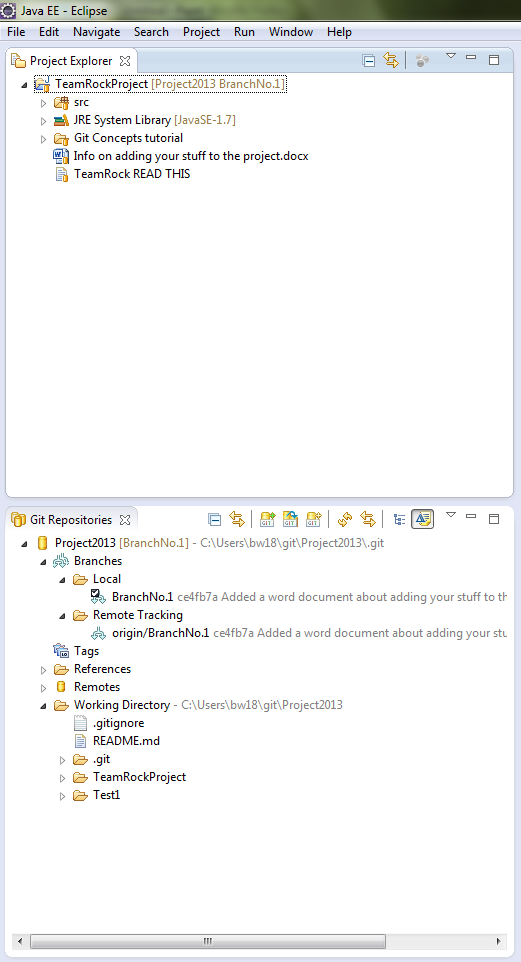 Java EE - Eclipse
File Edit Navigate Search Project Run Window Help
Project Explorer
TeamRockProject [Project2013 BranchNo.1]
src
JRE System Library [JavaSE-1.7]
Git Concepts tutorial
Info on adding your stuff to the project.docx
TeamRock READ THIS
Git Repositories
GIT GIT GIT
Project2013 [BranchNo.1] - C:\Users\bw18\git\Project2013\.git
Branches
Local
BranchNo.1 ce4fb7a Added a word document about adding your stuff to th
Remote Tracking
origin/BranchNo.1 ce4fb7a Added a word document about adding your stu
Tags
References
Remotes
Working Directory - C:\Users\bw18\git\Project2013
.gitignore
README.md
.git
TeamRockProject
Test1